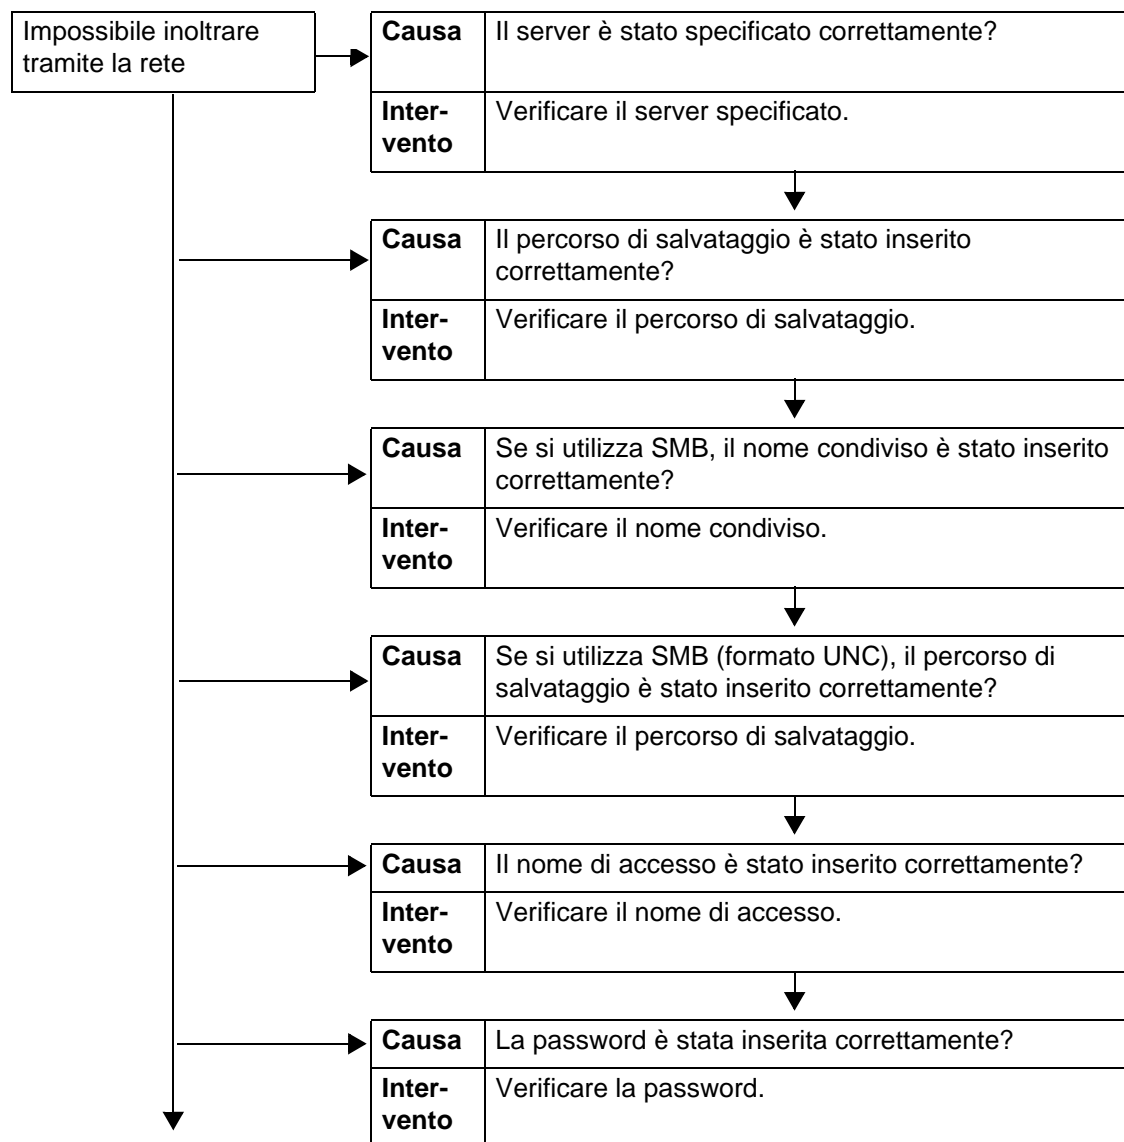 Impossibile inoltrare
tramite la rete
Causa
Il server è stato specificato correttamente?
Inter-
vento
Verificare il server specificato.
Causa
Il percorso di salvataggio è stato inserito
correttamente?
Inter-
vento
Verificare il percorso di salvataggio.
Causa
Se si utilizza SMB, il nome condiviso è stato inserito
correttamente?
Inter-
vento
Verificare il nome condiviso.
Causa
Se si utilizza SMB (formato UNC), il percorso di
salvataggio è stato inserito correttamente?
Inter-
vento
Verificare il percorso di salvataggio.
Causa
Il nome di accesso è stato inserito correttamente?
Inter-
vento
Verificare il nome di accesso.
Causa
La password è stata inserita correttamente?
Inter-
vento
Verificare la password.